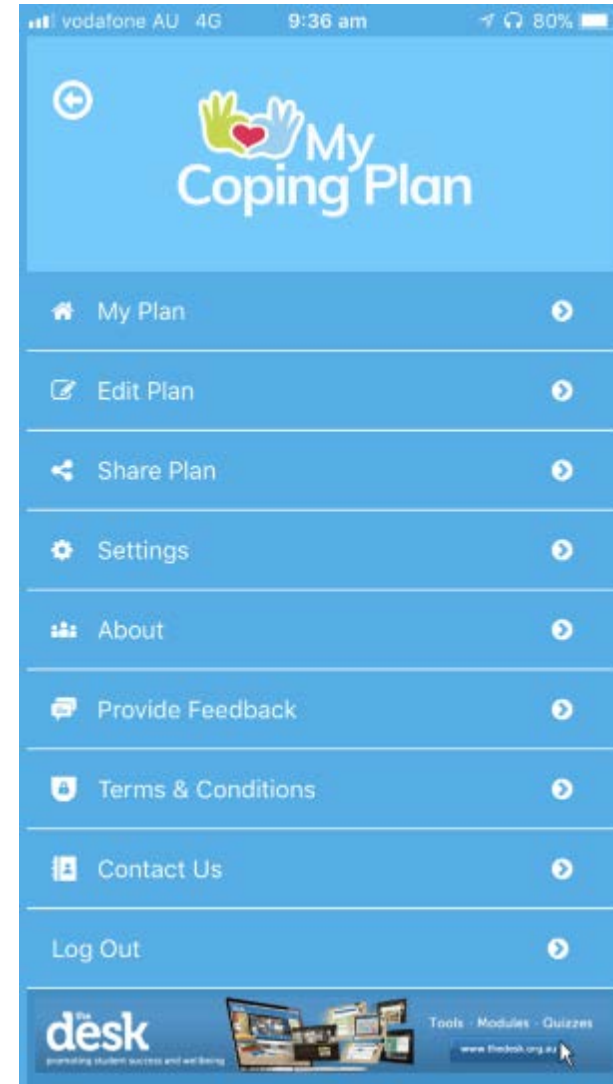 vodafone AU 4G 9:36 am 80%
My
Coping Plan
My Plan
Edit Plan
Share Plan
Settings
About
Provide Feedback
Terms & Conditions
Contact Us
Log Out
the
desk
promoting student success and wellbeing
Tools · Modules · Quizzes
www.thedesk.org.au